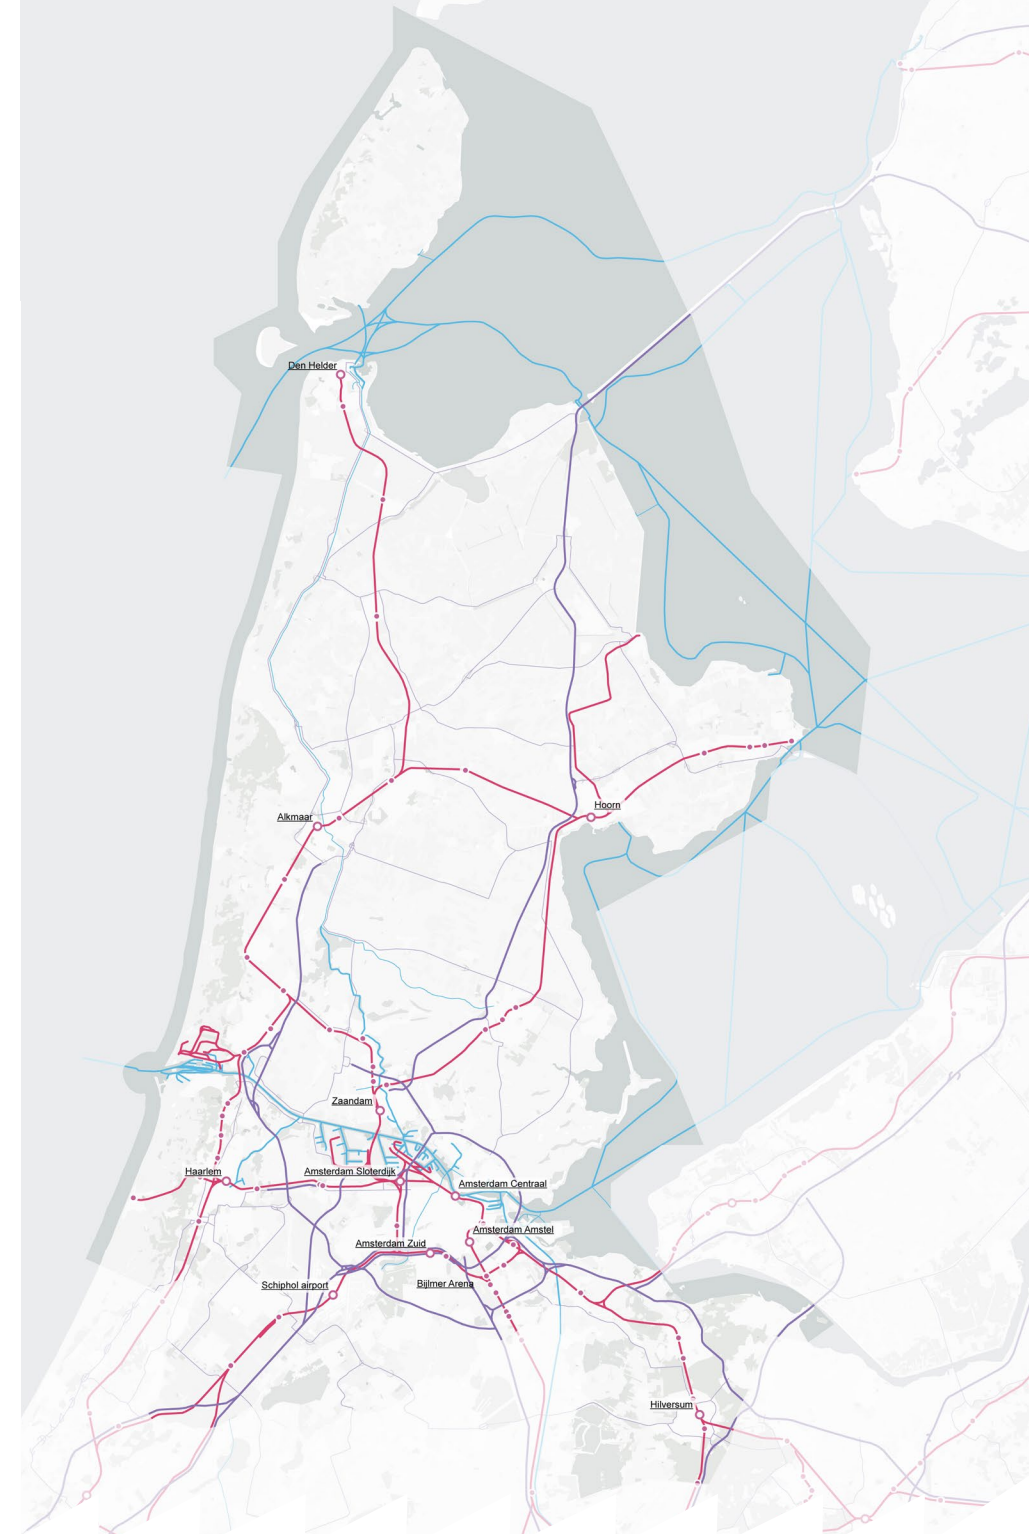 Den Helder
Hoorn
Alkmaar
Zaandam
Haarlem
Amsterdam Sloterdijk
Amsterdam Centraal
Amsterdam Amstel
Amsterdam Zuid
Schiphol airport
Bijlmer Arena
Hilversum